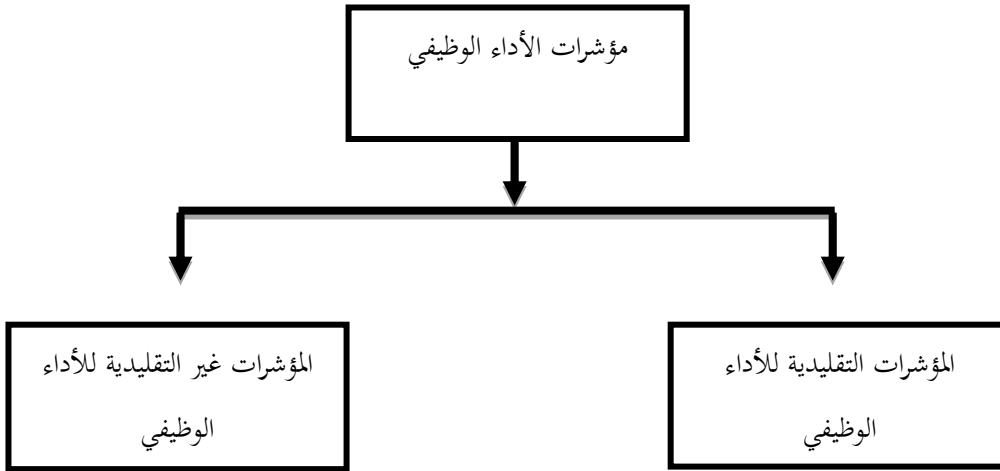 مؤشرات الأداء الوظيفي
المؤشرات التقليدية للأداء
الوظيفي
المؤشرات غير التقليدية للأداء
الوظيفي